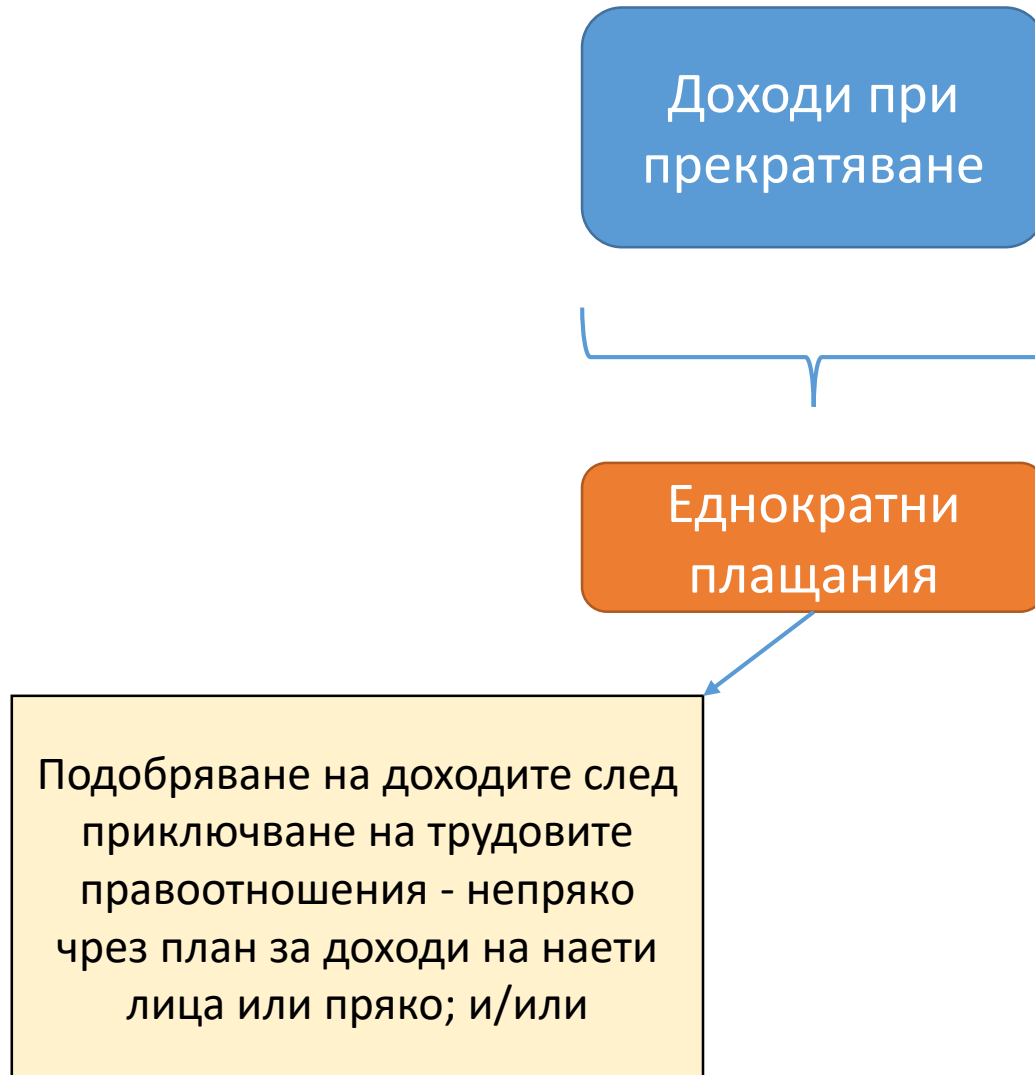 Доходи при
прекратяване
Еднократни
плащания
Подобряване на доходите след
приключване на трудовите
правоотношения - непряко
чрез план за доходи на наети
лица или пряко; и/или